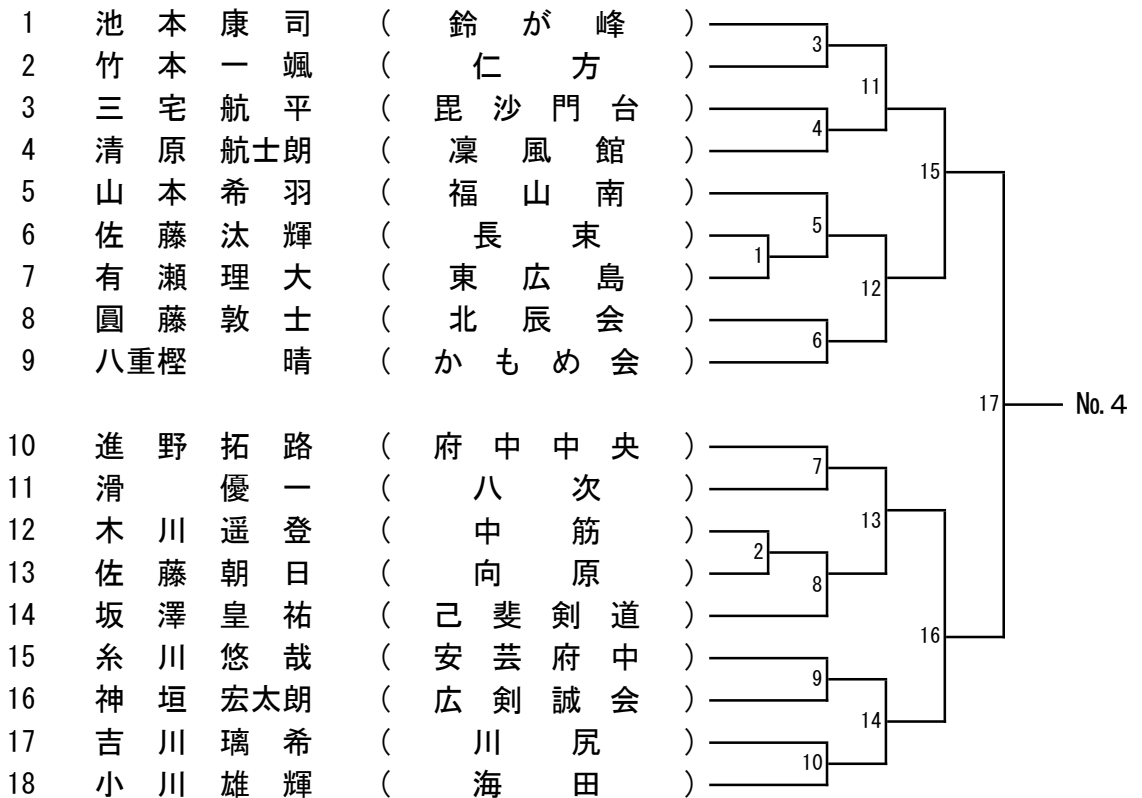 1 池本康司 (鈴が峰)
3
2 竹本一颯 (仁方)
11
3 三宅航平 (毘沙門台)
4
4 清原航士朗 (凜風館)
15
5 山本希羽 (福山南)
5
6 佐藤汰輝 (長束)
1
7 有瀬理大 (東広島)
12
8 圓藤敦士 (北辰会)
6
9 八重樫晴 (かもめ会)
17 №4
10 進野拓路 (府中中央)
7
11 滑優一 (八次)
13
12 木川遥登 (中筋)
2
13 佐藤朝日 (向原)
8
14 坂澤皇祐 (己斐剣道)
16
15 糸川悠哉 (安芸府中)
9
16 神垣宏太朗 (広剣誠会)
14
17 吉川璃希 (川尻)
10
18 小川雄輝 (海田)